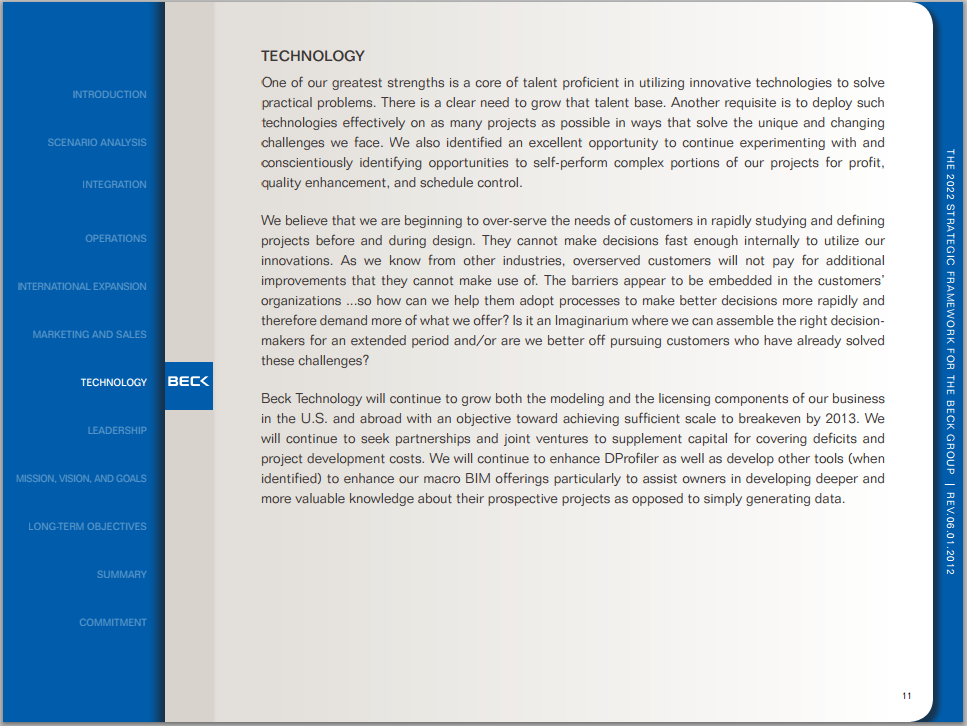 INTRODUCTION
SCENARIO ANALYSIS
INTEGRATION
OPERATIONS
INTERNATIONAL EXPANSION
MARKETING AND SALES
TECHNOLOGY
LEADERSHIP
MISSION, VISION, AND GOALS
LONG-TERM OBJECTIVES
SUMMARY
COMMITMENT
BECK
TECHNOLOGY
One of our greatest strengths is a core of talent proficient in utilizing innovative technologies to solve
practical problems. There is a clear need to grow that talent base. Another requisite is to deploy such
technologies effectively on as many projects as possible in ways that solve the unique and changing
challenges we face. We also identified an excellent opportunity to continue experimenting with and
conscientiously identifying opportunities to self-perform complex portions of our projects for profit,
quality enhancement, and schedule control.
We believe that we are beginning to over-serve the needs of customers in rapidly studying and defining
projects before and during design. They cannot make decisions fast enough internally to utilize our
innovations. As we know from other industries, overserved customers will not pay for additional
improvements that they cannot make use of. The barriers appear to be embedded in the customers'
organizations ...so how can we help them adopt processes to make better decisions more rapidly and
therefore demand more of what we offer? Is it an Imaginarium where we can assemble the right decision-
makers for an extended period and/or are we better off pursuing customers who have already solved
these challenges?
Beck Technology will continue to grow both the modeling and the licensing components of our business
in the U.S. and abroad with an objective toward achieving sufficient scale to breakeven by 2013. We
will continue to seek partnerships and joint ventures to supplement capital for covering deficits and
project development costs. We will continue to enhance DProfiler as well as develop other tools (when
identified) to enhance our macro BIM offerings particularly to assist owners in developing deeper and
more valuable knowledge about their prospective projects as opposed to simply generating data.
11
THE 2022 STRATEGIC FRAMEWORK FOR THE BECK GROUP | REV.06.01.2012